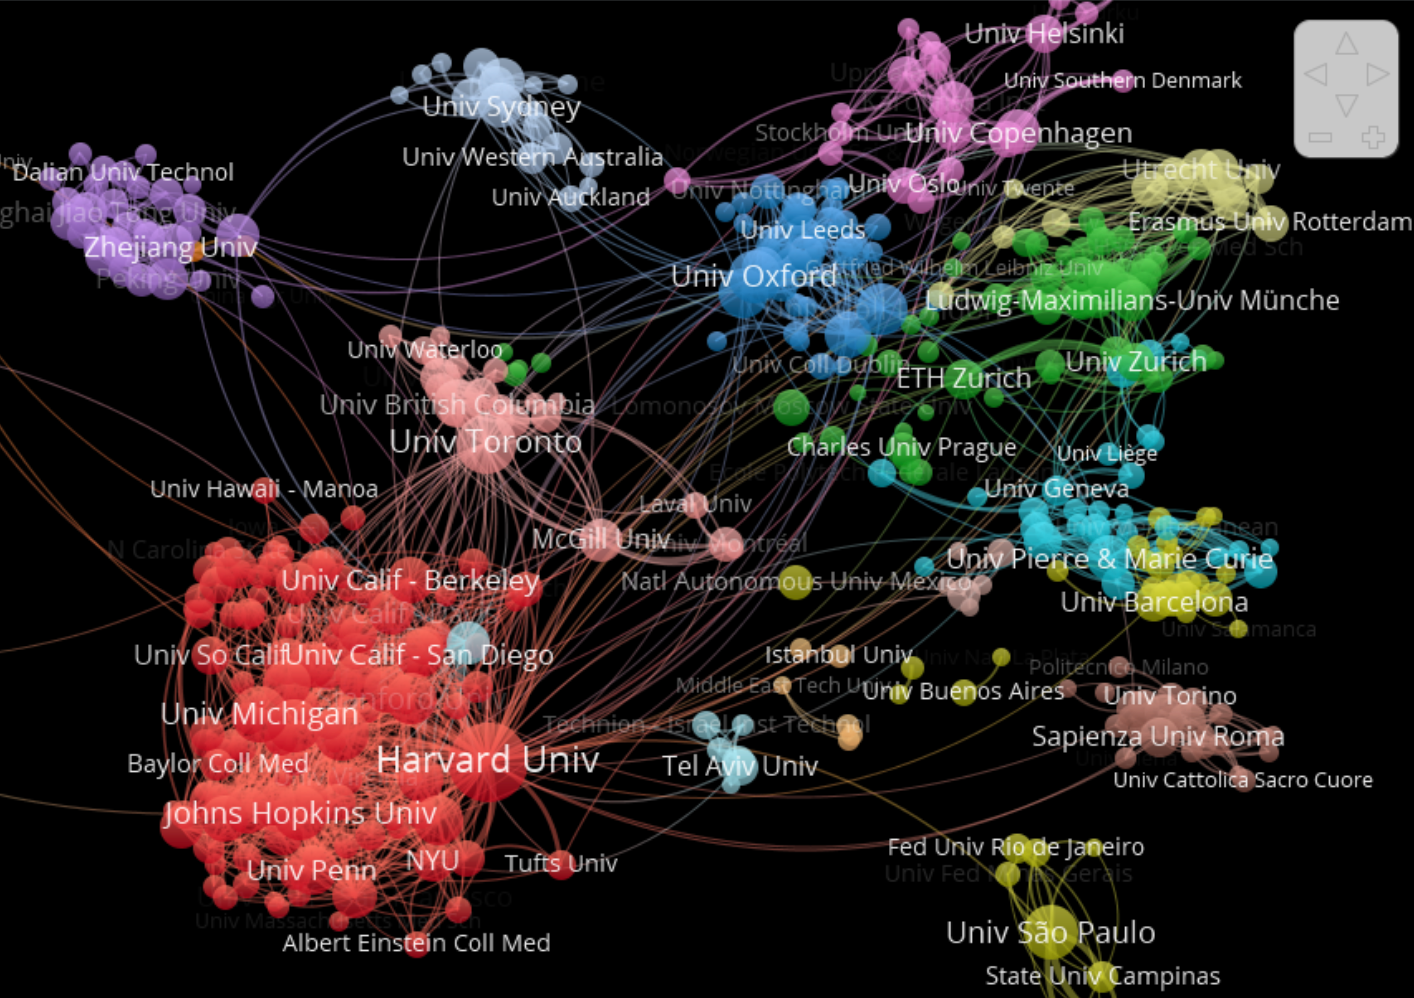 Univ Helsinki
Univ Southern Denmark
Univ Sydney
Stockholm Un
Univ Copenhagen
Univ Western Australia
Dalian Univ Technol
Utrecht Univ
Univ Auckland
Univ Nottingham
Univ Oslo
Univ Twente
ghai Jiao Tong Univ
Univ Leeds
Erasmus Univ Rotterdam
Zhejiang Univ
Peking Univ
Univ Oxford
Gottfried Wilhelm Leibniz Univ
Ludwig-Maximilians-Univ Münche
Univ Waterloo
Univ Coll Dublin
ETH Zurich
Univ Zurich
Univ British Columbia
Lomonosov Moscow State Univ
Univ Toronto
Charles Univ Prague
Univ Liège
Univ Hawaii - Manoa
Univ Geneva
Laval Univ
McGill Univ
Univ Montréal
N Carolina
Univ Pierre & Marie Curie
Univ Calif - Berkeley
Natl Autonomous Univ Mexico
Univ Barcelona
Univ Salamanca
Univ So Calif
Univ Calif - San Diego
Istanbul Univ
Politecnico Milano
Middle East Tech Univ
Univ Buenos Aires
Univ Torino
Univ Michigan
Technion - Israel Inst Technol
Sapienza Univ Roma
Baylor Coll Med
Harvard Univ
Tel Aviv Univ
Univ Cattolica Sacro Cuore
Johns Hopkins Univ
Fed Univ Rio de Janeiro
Univ Fed Minas Gerais
Univ Penn
NYU
Tufts Univ
Univ Massachusetts
Albert Einstein Coll Med
Univ São Paulo
State Univ Campinas